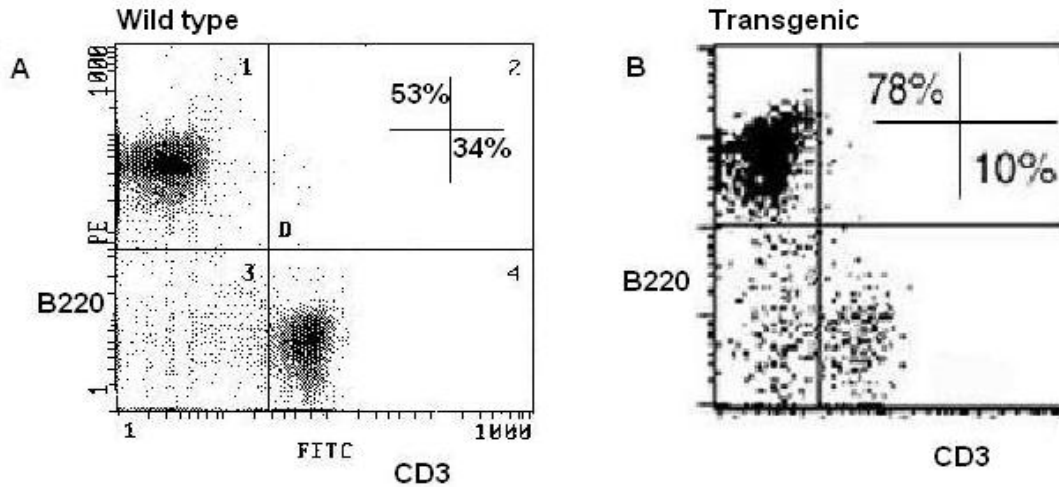 Wild type
A
1000
1
2
53%
34%
PE
D
3
4
B220
1
1
1000
FITC
CD3
Transgenic
B
78%
10%
B220
CD3